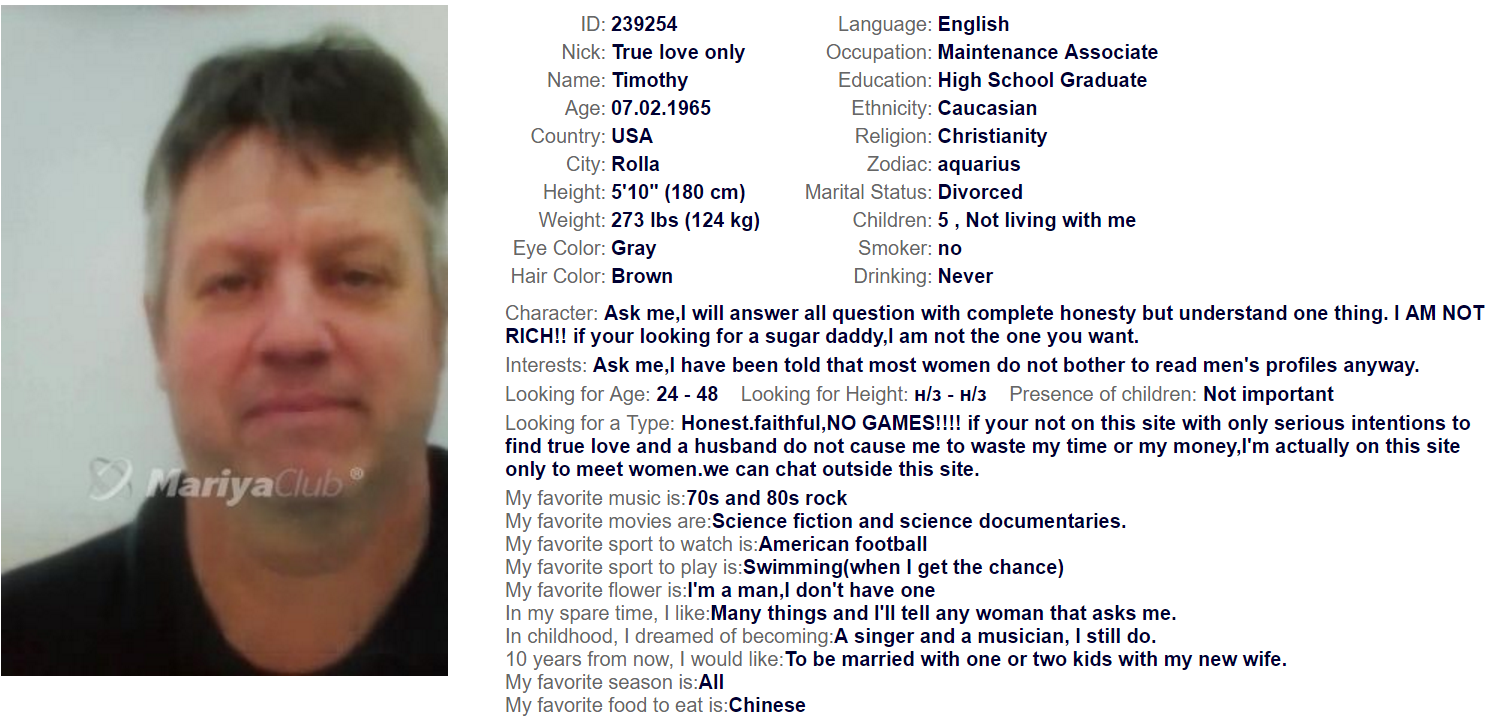 MariyaClub®
ID: 239254
Nick: True love only
Name: Timothy
Age: 07.02.1965
Country: USA
City: Rolla
Height: 5'10" (180 cm)
Weight: 273 lbs (124 kg)
Eye Color: Gray
Hair Color: Brown
Language: English
Occupation: Maintenance Associate
Education: High School Graduate
Ethnicity: Caucasian
Religion: Christianity
Zodiac: aquarius
Marital Status: Divorced
Children: 5 , Not living with me
Smoker: no
Drinking: Never
Character: Ask me,I will answer all question with complete honesty but understand one thing. I AM NOT
RICH!! if your looking for a sugar daddy,I am not the one you want.
Interests: Ask me,I have been told that most women do not bother to read men's profiles anyway.
Looking for Age: 24 - 48 Looking for Height: н/з - н/з Presence of children: Not important
Looking for a Type: Honest.faithful,NO GAMES!!!! if your not on this site with only serious intentions to
find true love and a husband do not cause me to waste my time or my money,I'm actually on this site
only to meet women.we can chat outside this site.
My favorite music is:70s and 80s rock
My favorite movies are:Science fiction and science documentaries.
My favorite sport to watch is:American football
My favorite sport to play is:Swimming(when I get the chance)
My favorite flower is:I'm a man,I don't have one
In my spare time, I like:Many things and I'll tell any woman that asks me.
In childhood, I dreamed of becoming:A singer and a musician, I still do.
10 years from now, I would like:To be married with one or two kids with my new wife.
My favorite season is:All
My favorite food to eat is:Chinese